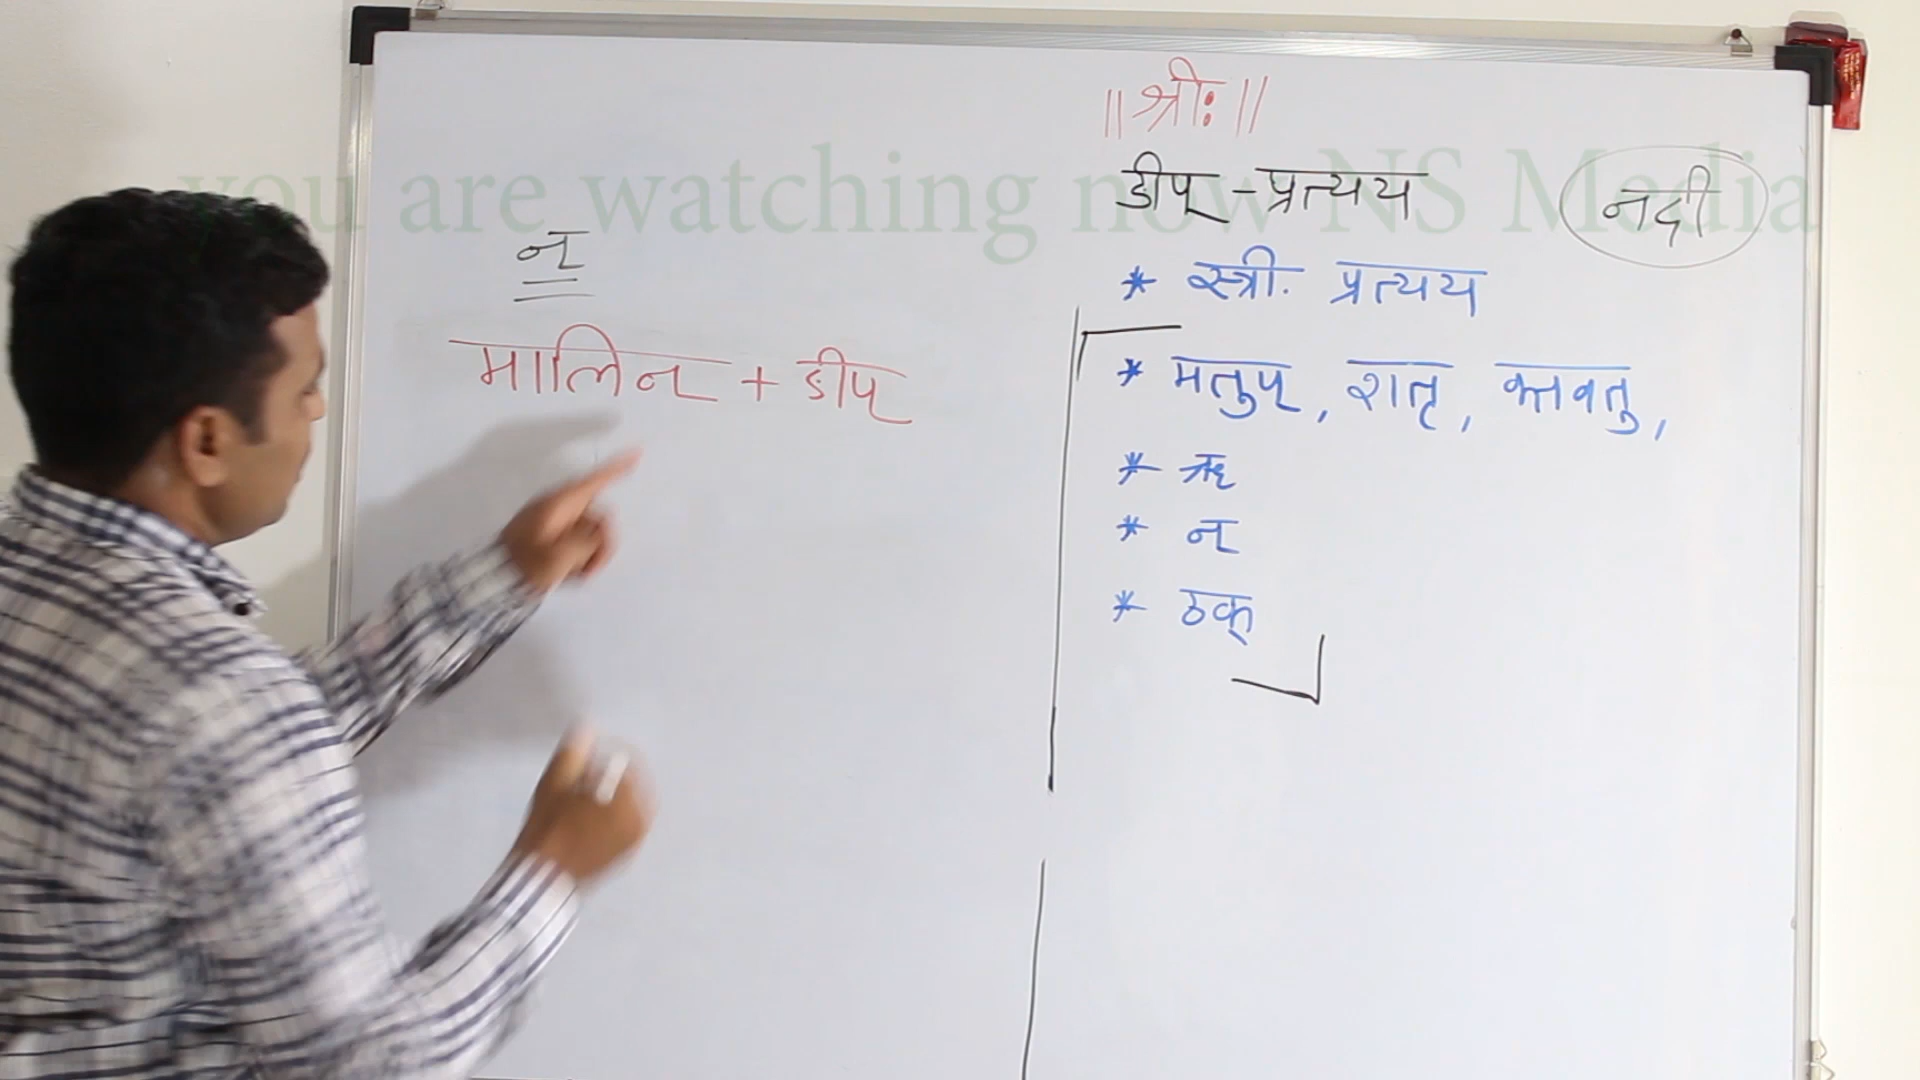 ॥ श्रीः ॥
you are watching now NS Media
डीप् - प्रत्यय
नदी
न्
* स्त्री. प्रत्यय
मालिन् + डीप्
* मतुप्, शतृ, क्तवतु,
* ऋ
* न्
* ठक्